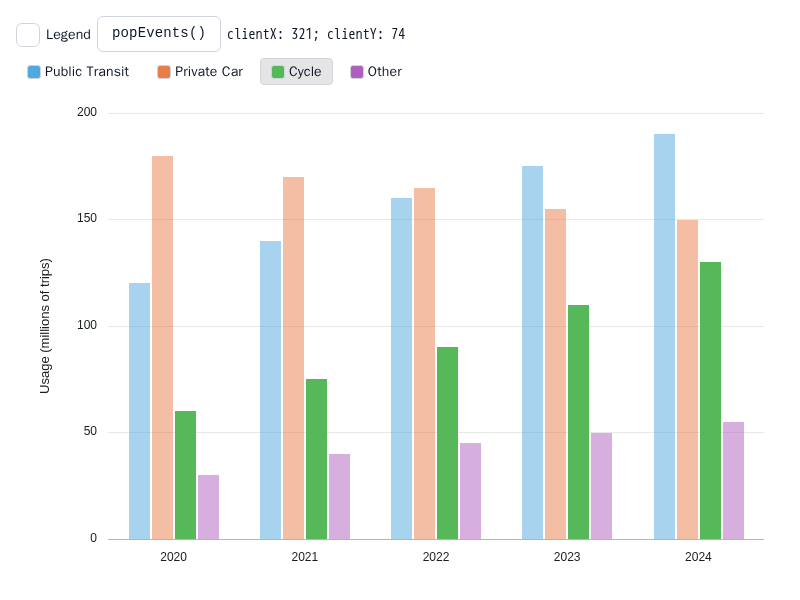 Legend popEvents() clientX: 321; clientY: 74
Public Transit Private Car Cycle Other
200
150
100
50
0
Usage (millions of trips)
2020 2021 2022 2023 2024